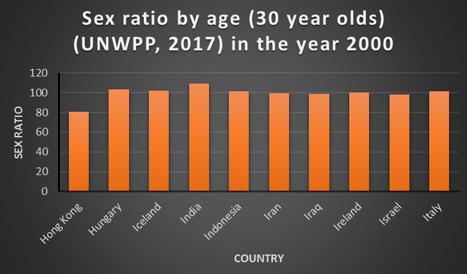 Sex ratio by age (30 year olds)
(UNWPP, 2017) in the year 2000
SEX RATIO
120
100
80
60
40
20
0
Hong Kong
Hungary
Iceland
India
Indonesia
Iran
Iraq
Ireland
Israel
Italy
COUNTRY